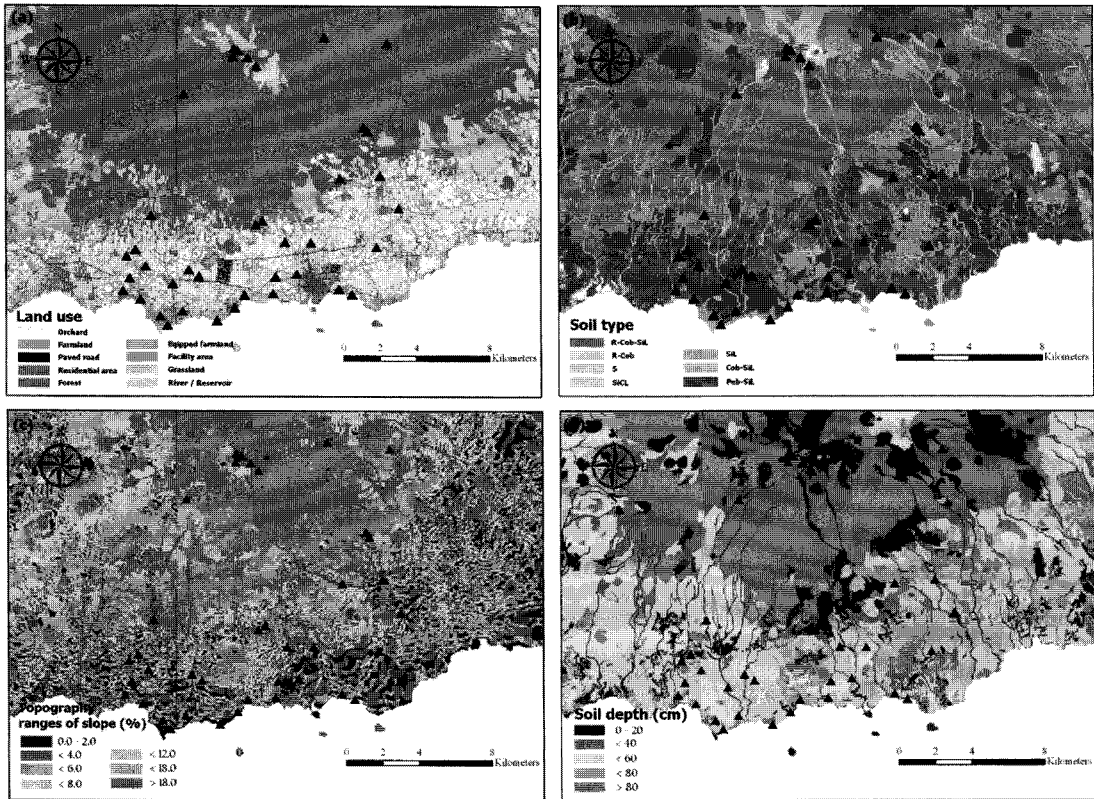 (a)
E
Land use
Orchard
Farmland
Paved road
Residential area
Forest
Equipped farmland
Facility area
Grassland
River / Reservoir
0 2 4 8
Kilometers
(b)
Soil type
R-Cob-SiL
R-Cob
S
SiCL
SiL
Cob-SiL
Peb-SiL
0 2 4 8
Kilometers
(c)
Topography
ranges of slope (%)
0.0 - 2.0
< 4.0
< 6.0
< 8.0
< 12.0
< 18.0
> 18.0
0 2 4 8
Kilometers
Soil depth (cm)
0 - 20
< 40
< 60
< 80
> 80
0 2 4 8
Kilometers